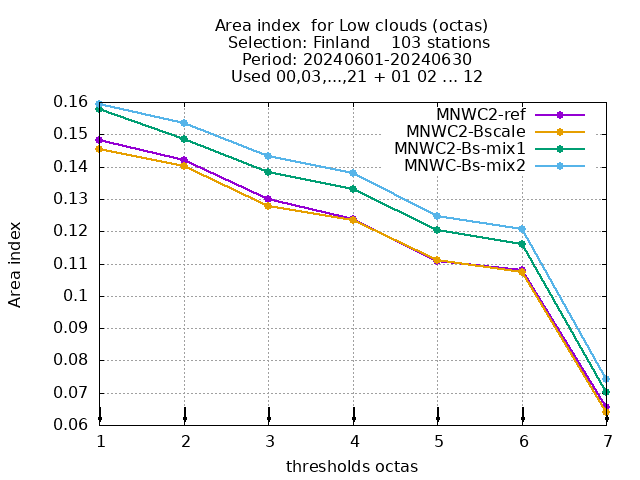 Area index  for Low clouds (octas)
Selection: Finland    103 stations
Period: 20240601-20240630
Used 00,03,...,21 + 01 02 ... 12
MNWC2-ref
MNWC2-Bscale
MNWC2-Bs-mix1
MNWC-Bs-mix2
Area index
0.16
0.15
0.14
0.13
0.12
0.11
0.1
0.09
0.08
0.07
0.06
1 2 3 4 5 6 7
thresholds octas